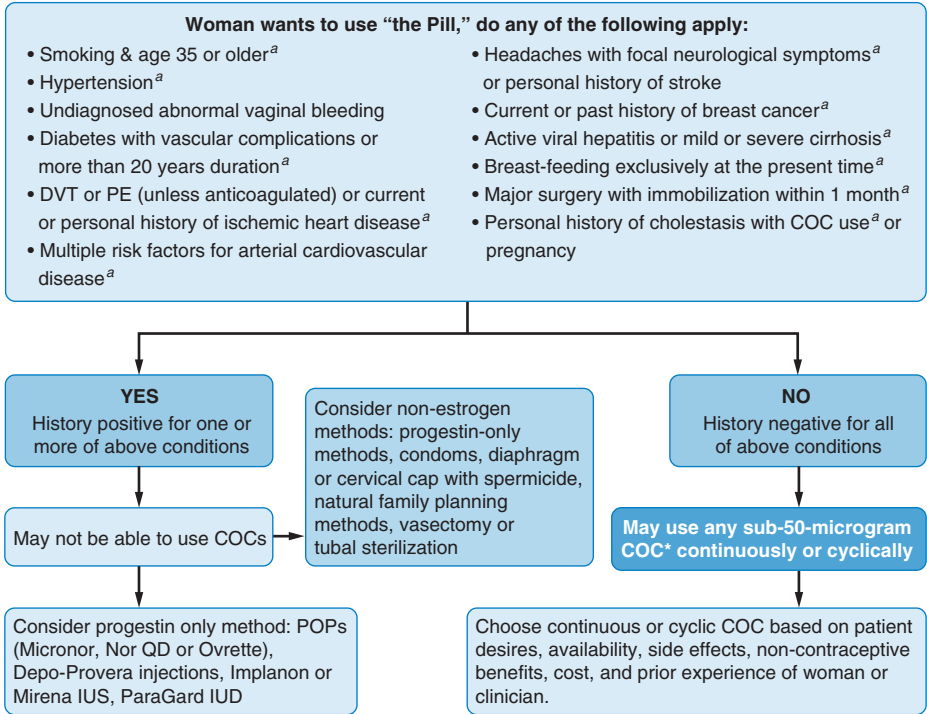 Woman wants to use “the Pill,” do any of the following apply:
• Smoking & age 35 or older^a
• Hypertension^a
• Undiagnosed abnormal vaginal bleeding
• Diabetes with vascular complications or
more than 20 years duration^a
• DVT or PE (unless anticoagulated) or current
or personal history of ischemic heart disease^a
• Multiple risk factors for arterial cardiovascular
disease^a
• Headaches with focal neurological symptoms^a
or personal history of stroke
• Current or past history of breast cancer^a
• Active viral hepatitis or mild or severe cirrhosis^a
• Breast-feeding exclusively at the present time^a
• Major surgery with immobilization within 1 month^a
• Personal history of cholestasis with COC use^a or
pregnancy
YES
History positive for one or
more of above conditions
May not be able to use COCs
Consider non-estrogen
methods: progestin-only
methods, condoms, diaphragm
or cervical cap with spermicide,
natural family planning
methods, vasectomy or
tubal sterilization
Consider progestin only method: POPs
(Micronor, Nor QD or Ovrette),
Depo-Provera injections, Implanon or
Mirena IUS, ParaGard IUD
NO
History negative for all
of above conditions
May use any sub-50-microgram
COC* continuously or cyclically
Choose continuous or cyclic COC based on patient
desires, availability, side effects, non-contraceptive
benefits, cost, and prior experience of woman or
clinician.